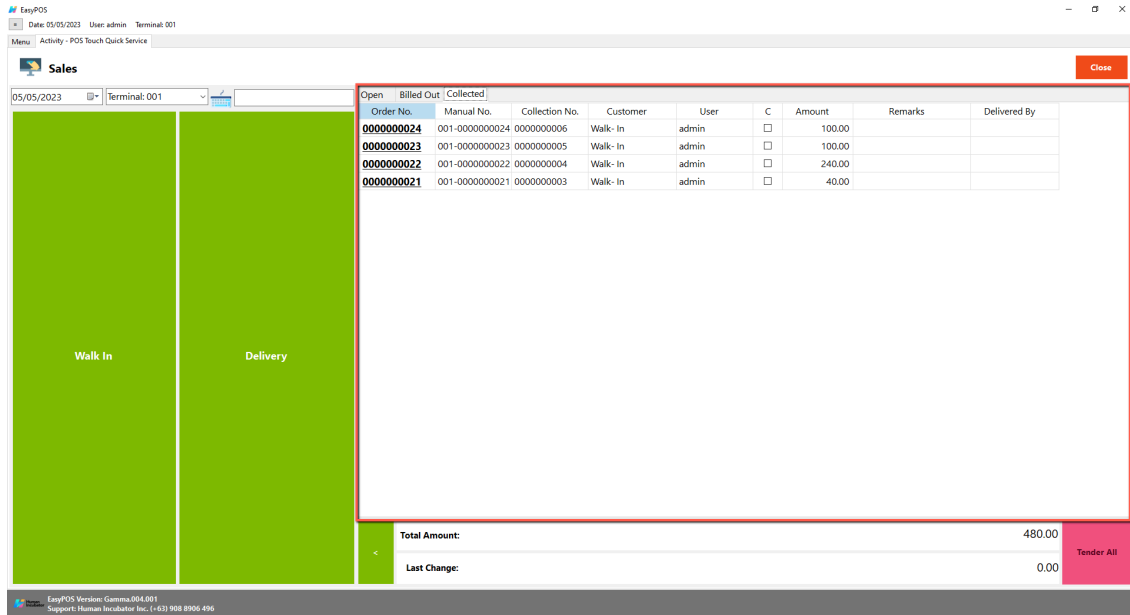 EasyPOS
Date: 05/05/2023 User: admin Terminal: 001
Menu Activity - POS Touch Quick Service
Sales
Close
05/05/2023 Terminal: 001
Open Billed Out Collected
Order No. Manual No. Collection No. Customer User C Amount Remarks Delivered By
0000000024 001-0000000024 0000000006 Walk- In admin 100.00
0000000023 001-0000000023 0000000005 Walk- In admin 100.00
0000000022 001-0000000022 0000000004 Walk- In admin 240.00
0000000021 001-0000000021 0000000003 Walk- In admin 40.00
Walk In
Delivery
<
Total Amount: 480.00
Last Change: 0.00
Tender All
Human Incubator
EasyPOS Version: Gamma.004.001
Support: Human Incubator Inc. (+63) 908 8906 496